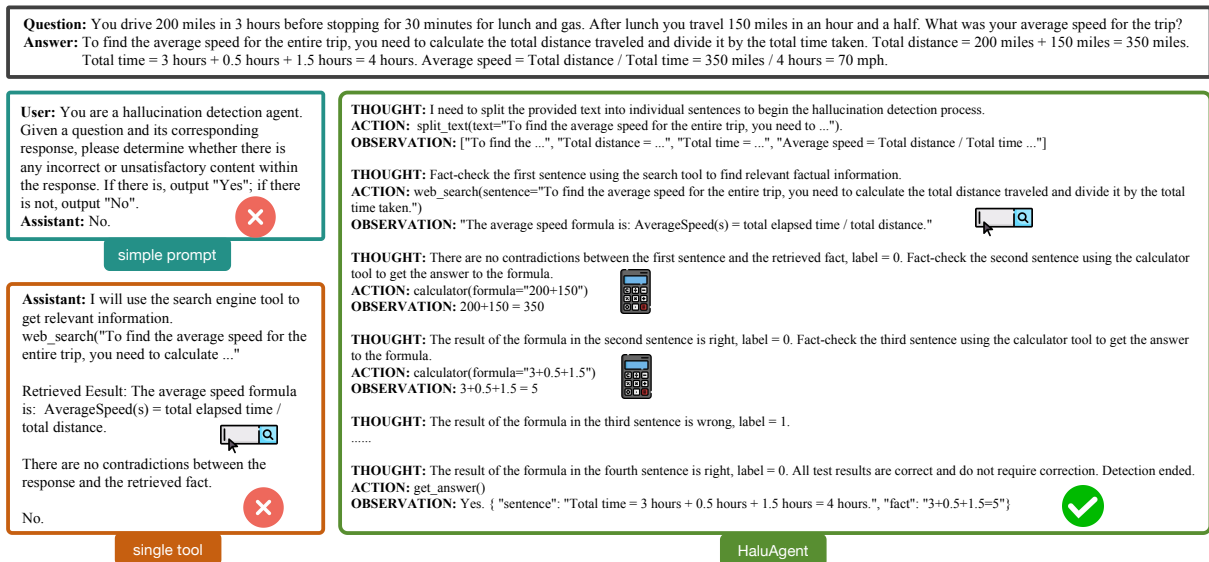 Question: You drive 200 miles in 3 hours before stopping for 30 minutes for lunch and gas. After lunch you travel 150 miles in an hour and a half. What was your average speed for the trip?
Answer: To find the average speed for the entire trip, you need to calculate the total distance traveled and divide it by the total time taken. Total distance = 200 miles + 150 miles = 350 miles.
Total time = 3 hours + 0.5 hours + 1.5 hours = 4 hours. Average speed = Total distance / Total time = 350 miles / 4 hours = 70 mph.
User: You are a hallucination detection agent.
Given a question and its corresponding
response, please determine whether there is
any incorrect or unsatisfactory content within
the response. If there is, output "Yes"; if there
is not, output "No".
Assistant: No.
simple prompt
Assistant: I will use the search engine tool to
get relevant information.
web_search("To find the average speed for the
entire trip, you need to calculate ..."
Retrieved Eesult: The average speed formula
is: AverageSpeed(s) = total elapsed time /
total distance.
There are no contradictions between the
response and the retrieved fact.
No.
single tool
THOUGHT: I need to split the provided text into individual sentences to begin the hallucination detection process.
ACTION: split_text(text="To find the average speed for the entire trip, you need to ...").
OBSERVATION: ["To find the ...", "Total distance = ...", "Total time = ...", "Average speed = Total distance / Total time ..."]
THOUGHT: Fact-check the first sentence using the search tool to find relevant factual information.
ACTION: web_search(sentence="To find the average speed for the entire trip, you need to calculate the total distance traveled and divide it by the total
time taken.")
OBSERVATION: "The average speed formula is: AverageSpeed(s) = total elapsed time / total distance."
THOUGHT: There are no contradictions between the first sentence and the retrieved fact, label = 0. Fact-check the second sentence using the calculator
tool to get the answer to the formula.
ACTION: calculator(formula="200+150")
OBSERVATION: 200+150 = 350
THOUGHT: The result of the formula in the second sentence is right, label = 0. Fact-check the third sentence using the calculator tool to get the answer
to the formula.
ACTION: calculator(formula="3+0.5+1.5")
OBSERVATION: 3+0.5+1.5 = 5
THOUGHT: The result of the formula in the third sentence is wrong, label = 1.
......
THOUGHT: The result of the formula in the fourth sentence is right, label = 0. All test results are correct and do not require correction. Detection ended.
ACTION: get_answer()
OBSERVATION: Yes. { "sentence": "Total time = 3 hours + 0.5 hours + 1.5 hours = 4 hours.", "fact": "3+0.5+1.5=5"}
HaluAgent